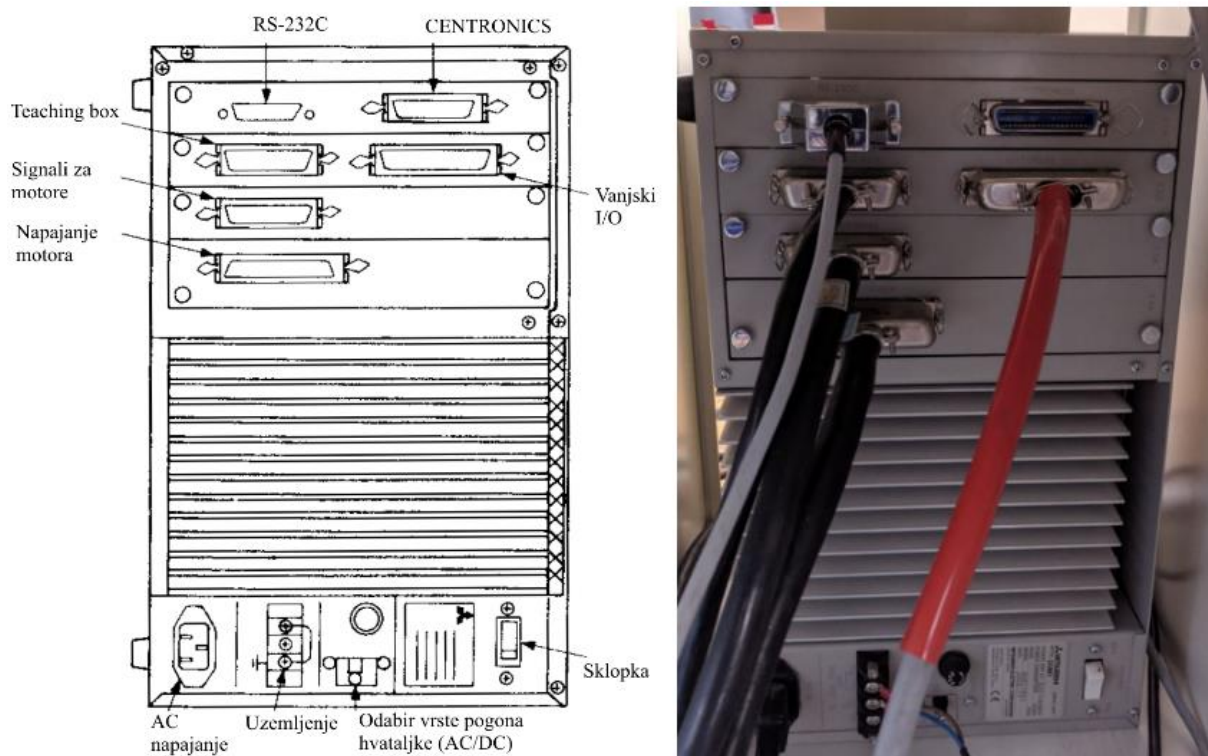 RS-232C
CENTRONICS
Teaching box
Signali za
motore
Vanjski
I/O
Napajanje
motora
Sklopka
AC
napajanje
Uzemljenje
Odabir vrste pogona
hvataljke (AC/DC)